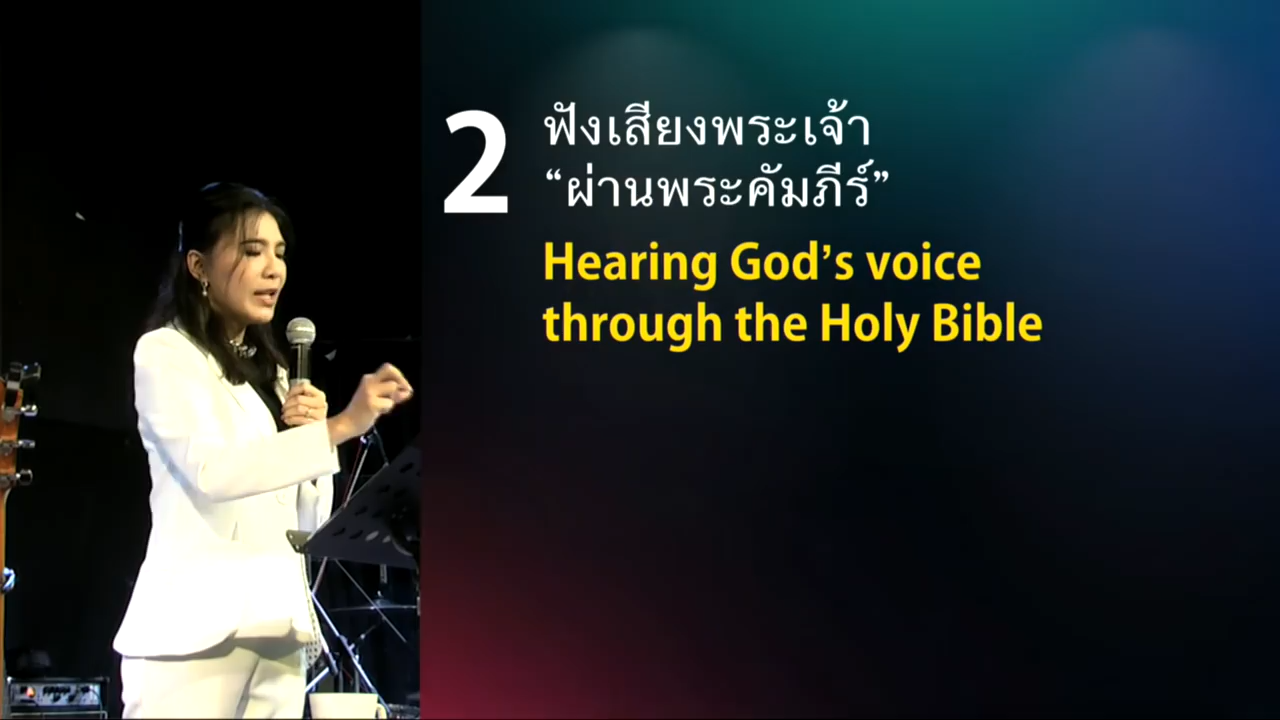 2
ฟังเสียงพระเจ้า
“ผ่านพระคัมภีร์”
Hearing God’s voice
through the Holy Bible